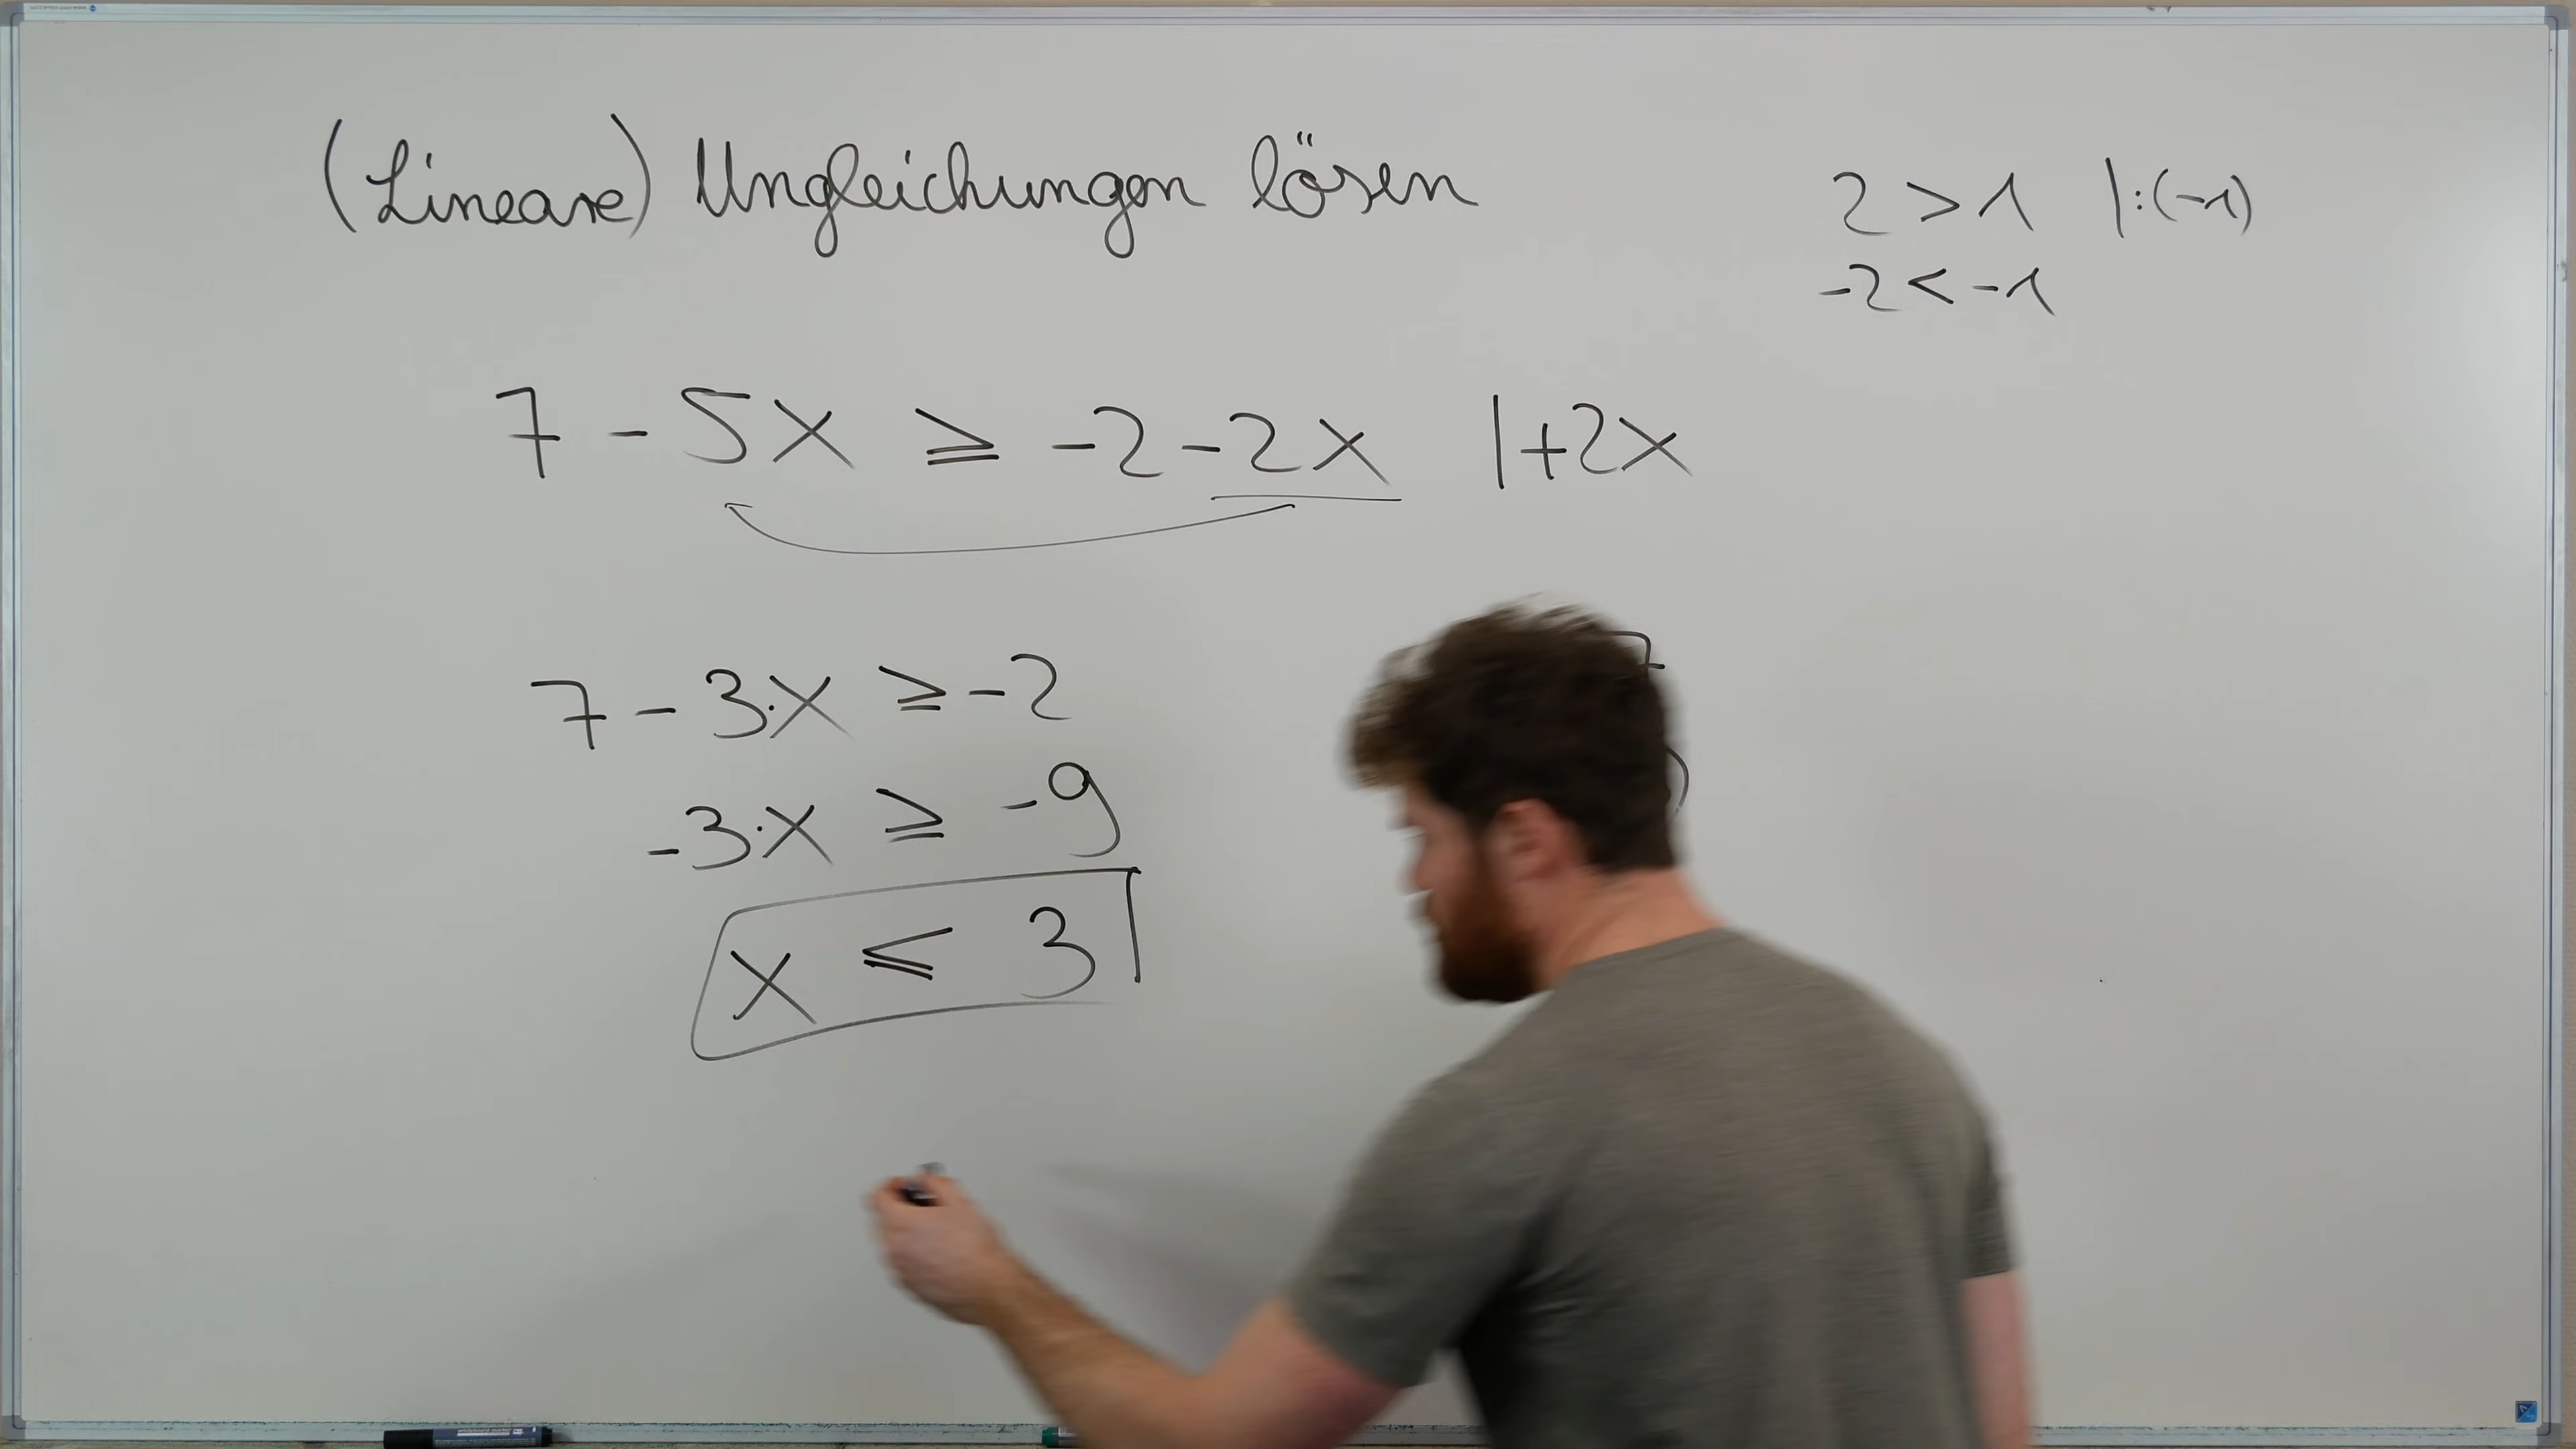 (Lineare) Ungleichungen lösen
2 > 1 |:(-1)
-2 < -1
7 - 5x ≥ -2 - 2x |+2x
7 - 3·x ≥ -2
-3·x ≥ -9
x ≤ 3